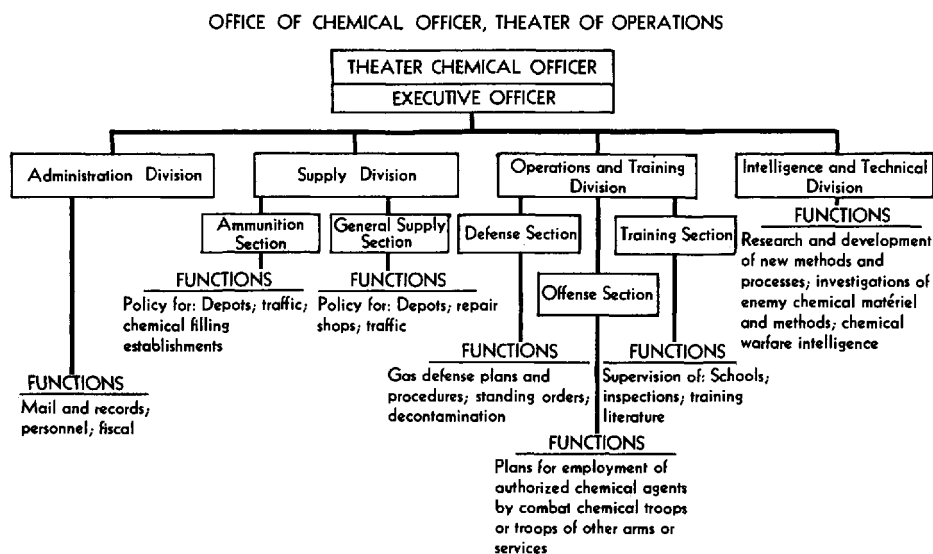 OFFICE OF CHEMICAL OFFICER, THEATER OF OPERATIONS
THEATER CHEMICAL OFFICER
EXECUTIVE OFFICER
Administration Division
Supply Division
Operations and Training
Division
Intelligence and Technical
Division
Ammunition
Section
General Supply
Section
Defense Section
Training Section
FUNCTIONS
Research and development
of new methods and
processes; investigations of
enemy chemical matériel
and methods; chemical
warfare intelligence
FUNCTIONS
Policy for: Depots; traffic;
chemical filling
establishments
FUNCTIONS
Policy for: Depots; repair
shops; traffic
Offense Section
FUNCTIONS
Mail and records;
personnel; fiscal
FUNCTIONS
Gas defense plans and
procedures; standing orders;
decontamination
FUNCTIONS
Supervision of: Schools;
inspections; training
literature
FUNCTIONS
Plans for employment of
authorized chemical agents
by combat chemical troops
or troops of other arms or
services